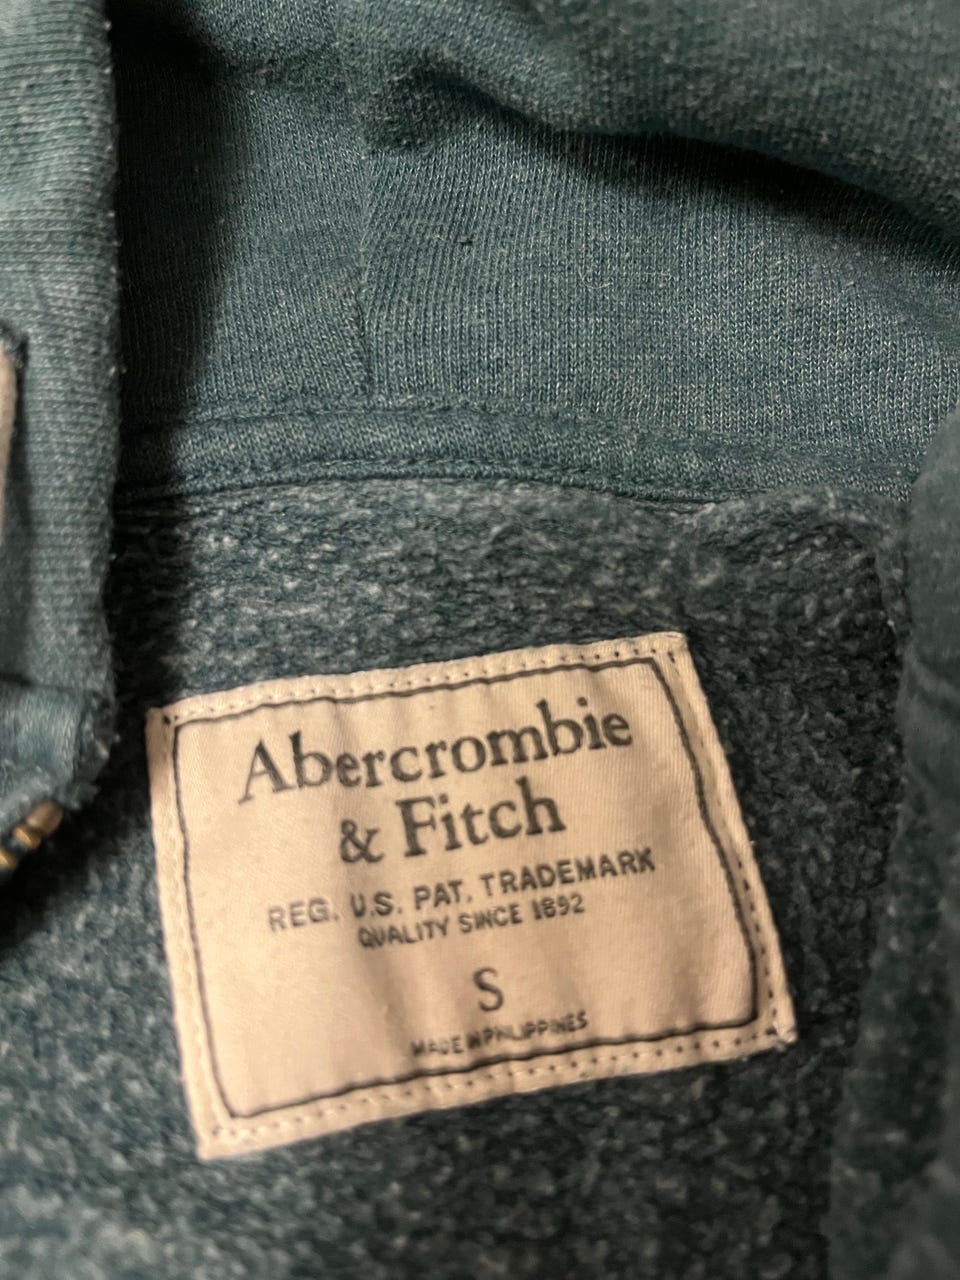 Abercrombie
& Fitch
REG. U.S. PAT. TRADEMARK
QUALITY SINCE 1892
S
MADE IN PHILIPPINES